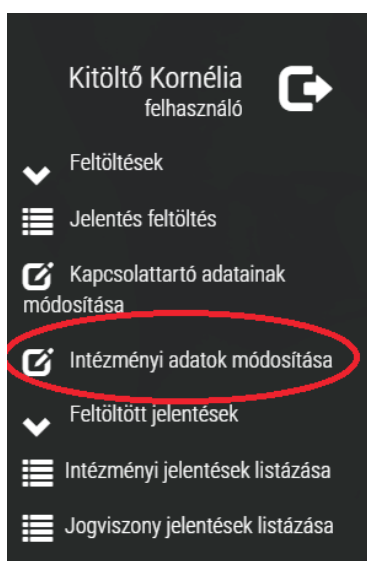 Kitöltő Kornélia
felhasználó
Feltöltések
Jelentés feltöltés
Kapcsolattartó adatainak
módosítása
Intézményi adatok módosítása
Feltöltött jelentések
Intézményi jelentések listázása
Jogviszony jelentések listázása